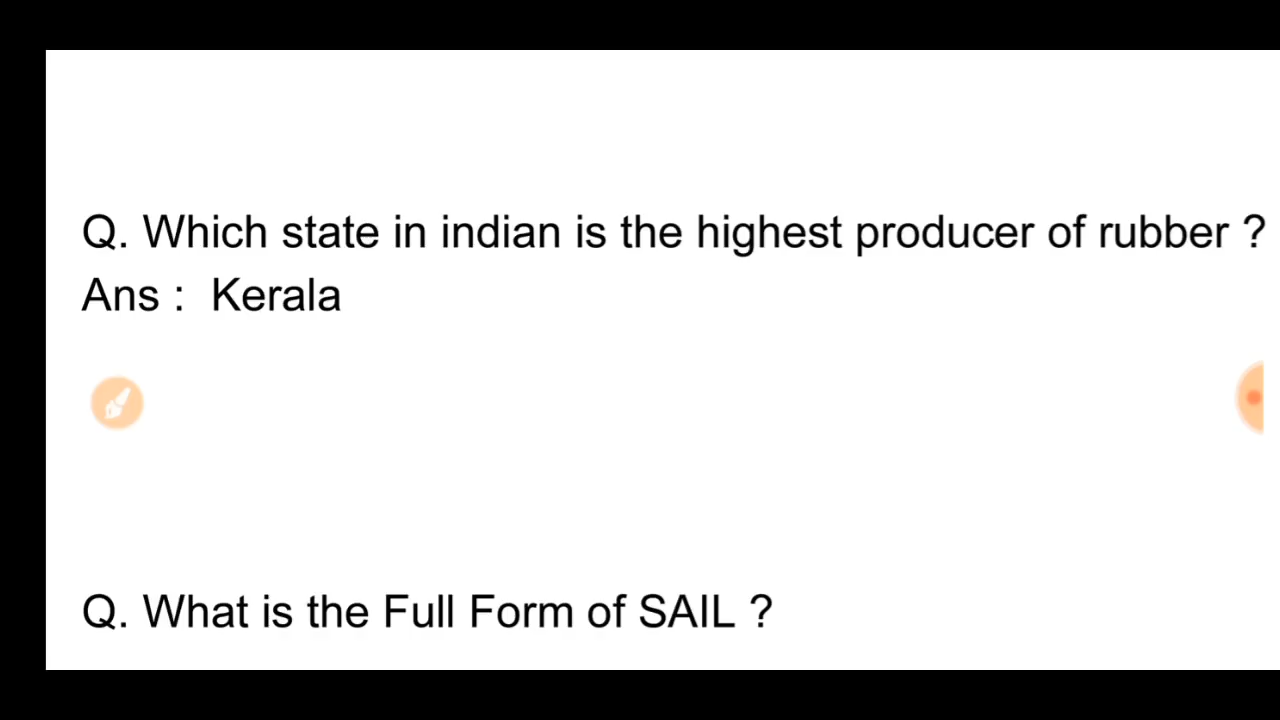 Q. Which state in indian is the highest producer of rubber ?
Ans : Kerala
Q. What is the Full Form of SAIL ?